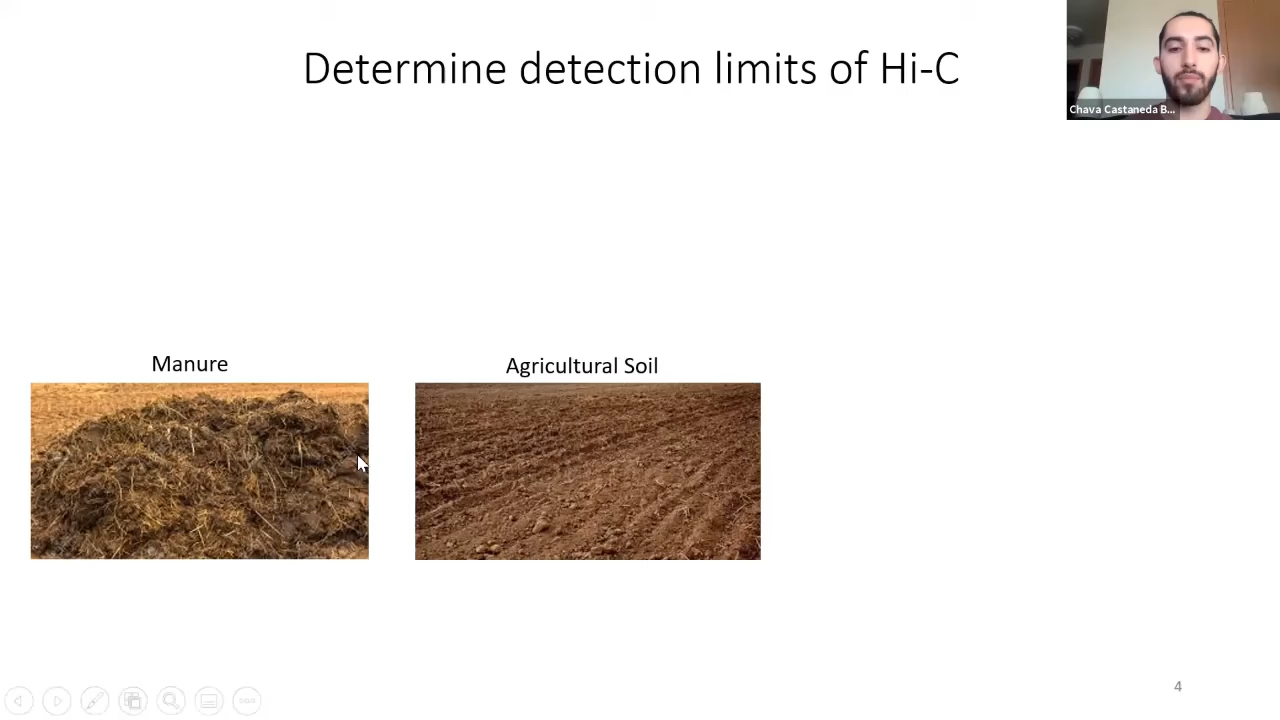 Determine detection limits of Hi-C
Chava Castaneda B...
Manure
Agricultural Soil
4